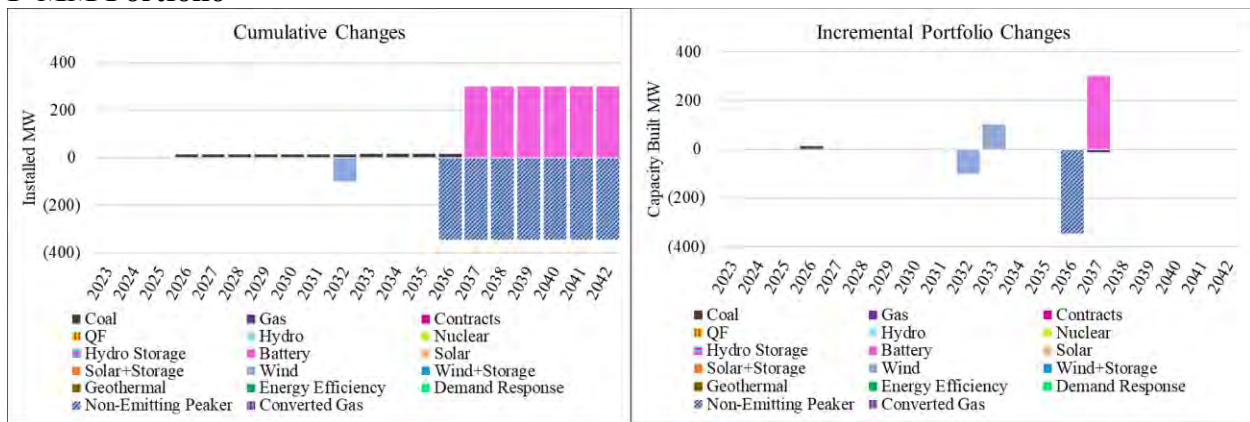 P-MM Portfolio
Cumulative Changes
Installed MW
400
200
0
(200)
(400)
2023 2024 2025 2026 2027 2028 2029 2030 2031 2032 2033 2034 2035 2036 2037 2038 2039 2040 2041 2042
Coal Gas Contracts
QF Hydro Nuclear
Hydro Storage Battery Solar
Solar+Storage Wind Wind+Storage
Geothermal Energy Efficiency Demand Response
Non-Emitting Peaker Converted Gas
Incremental Portfolio Changes
Capacity Built MW
400
200
0
(200)
(400)
2023 2024 2025 2026 2027 2028 2029 2030 2031 2032 2033 2034 2035 2036 2037 2038 2039 2040 2041 2042
Coal Gas Contracts
QF Hydro Nuclear
Hydro Storage Battery Solar
Solar+Storage Wind Wind+Storage
Geothermal Energy Efficiency Demand Response
Non-Emitting Peaker Converted Gas